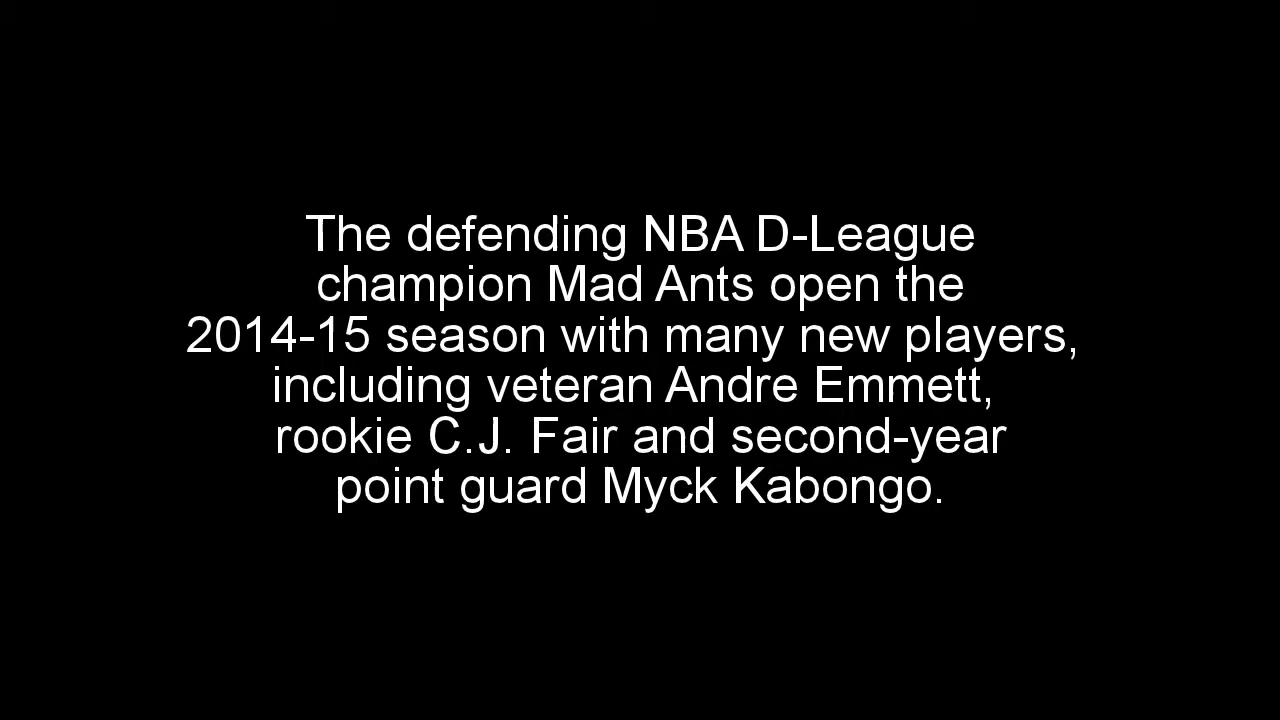 The defending NBA D-League
champion Mad Ants open the
2014-15 season with many new players,
including veteran Andre Emmett,
rookie C.J. Fair and second-year
point guard Myck Kabongo.